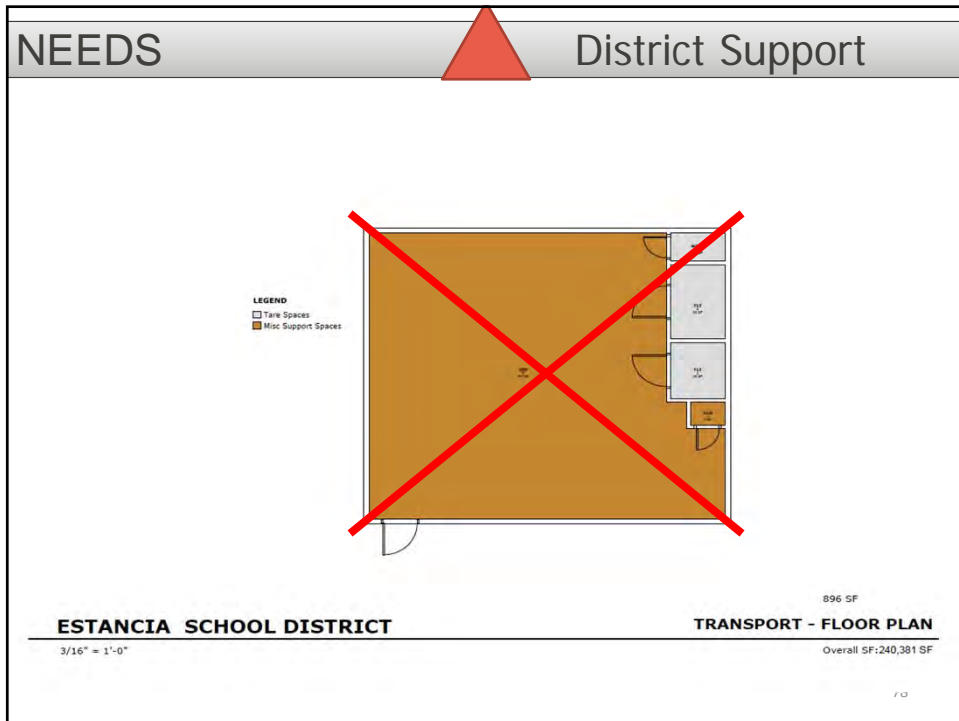 NEEDS
District Support
LEGEND
Tare Spaces
Misc Support Spaces
896 SF
ESTANCIA SCHOOL DISTRICT
TRANSPORT - FLOOR PLAN
3/16" = 1'-0"
Overall SF:240,381 SF